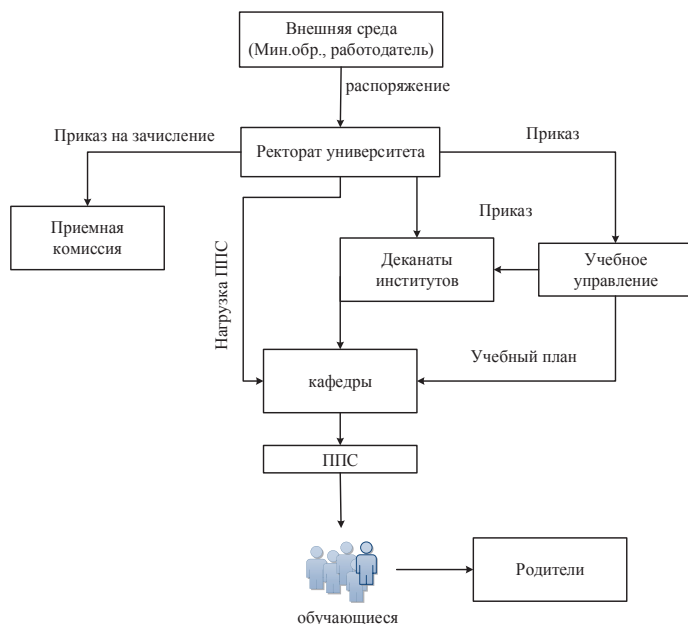 Внешняя среда
(Мин.обр., работодатель)
распоряжение
Приказ на зачисление
Ректорат университета
Приказ
Приемная
комиссия
Приказ
Нагрузка ППС
Деканаты
институтов
Учебное
управление
Учебный план
кафедры
ППС
Родители
обучающиеся